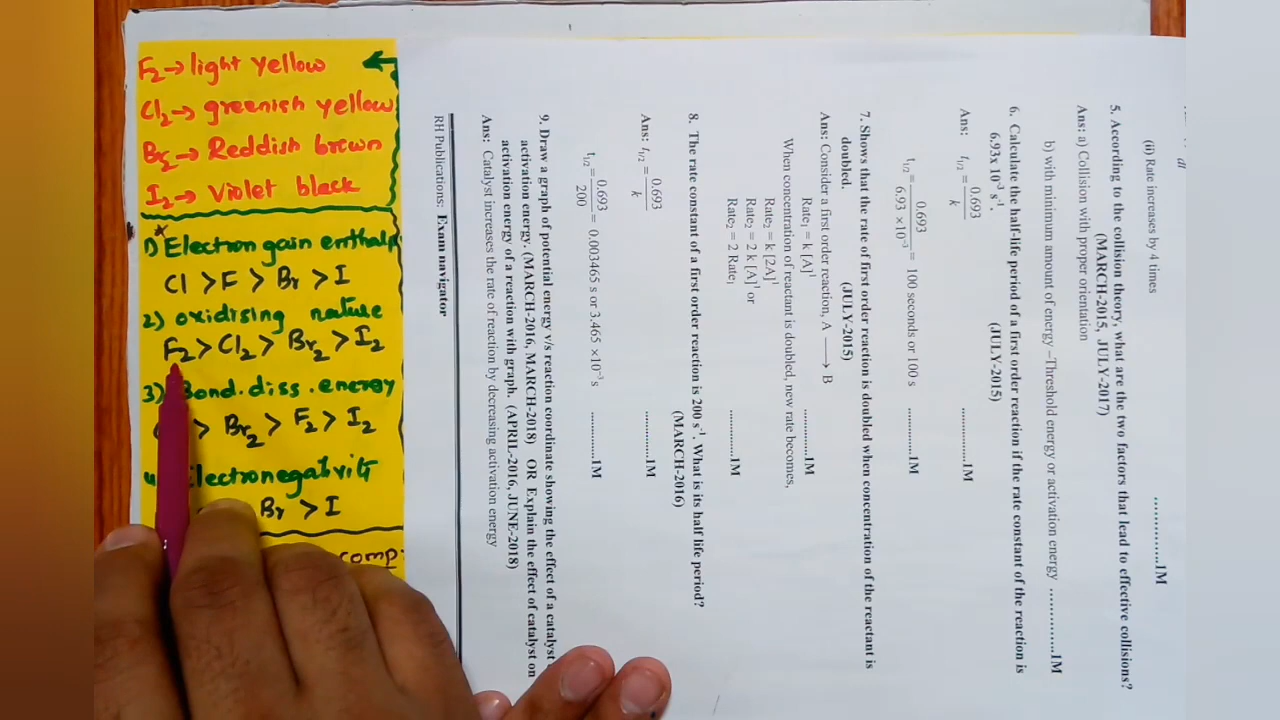 F₂→ light yellow
Cl₂→ greenish yellow
Br₂→ Reddish brown
I₂→ Violet black
1) Electron gain enthalp
Cl > F > Br > I
2) oxidising nature
F₂ > Cl₂ > Br₂ > I₂
3) Bond.diss.energy
> Br₂ > F₂ > I₂
Electronegativity
Br > I
comp.
(ii) Rate increases by 4 times
............1M
5. According to the collision theory, what are the two factors that lead to effective collisions?
(MARCH-2015, JULY-2017)
Ans: a) Collision with proper orientation
b) with minimum amount of energy –Threshold energy or activation energy ............1M
6. Calculate the half-life period of a first order reaction if the rate constant of the reaction is
6.93x 10⁻³ s⁻¹. (JULY-2015)
Ans: t₁/₂ = 0.693/k ............1M
t₁/₂ = 0.693/6.93 ×10⁻³ = 100 seconds or 100 s ............1M
7. Shows that the rate of first order reaction is doubled when concentration of the reactant is
doubled. (JULY-2015)
Ans: Consider a first order reaction, A ⟶ B
Rate₁ = k [A]¹ ............1M
When concentration of reactant is doubled, new rate becomes,
Rate₂ = k [2A]¹
Rate₂ = 2 k [A]¹ or
Rate₂ = 2 Rate₁ ............1M
8. The rate constant of a first order reaction is 200 s⁻¹. What is its half life period?
(MARCH-2016)
Ans: t₁/₂ = 0.693/k ............1M
t₁/₂ = 0.693/200 = 0.003465 s or 3.465 ×10⁻³ s ............1M
9. Draw a graph of potential energy v/s reaction coordinate showing the effect of a catalyst
activation energy. (MARCH-2016, MARCH-2018) OR Explain the effect of catalyst on
activation energy of a reaction with graph. (APRIL-2016, JUNE-2018)
Ans: Catalyst increases the rate of reaction by decreasing activation energy
RH Publications: Exam navigator